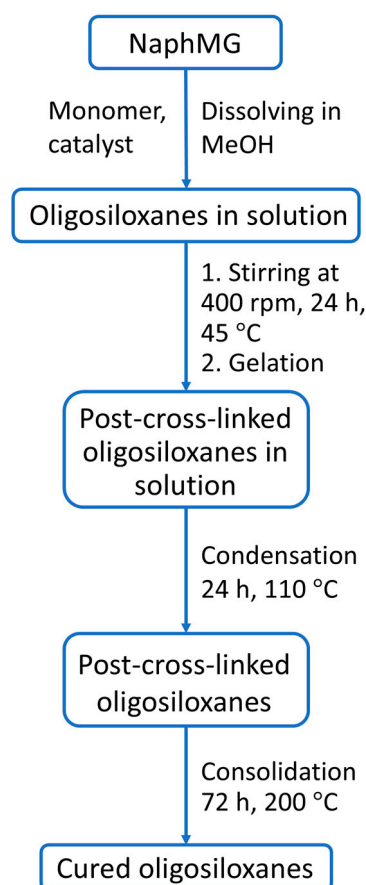 NaphMG
Monomer,
catalyst
Dissolving in
MeOH
Oligosiloxanes in solution
1. Stirring at
400 rpm, 24 h,
45 °C
2. Gelation
Post-cross-linked
oligosiloxanes in
solution
Condensation
24 h, 110 °C
Post-cross-linked
oligosiloxanes
Consolidation
72 h, 200 °C
Cured oligosiloxanes